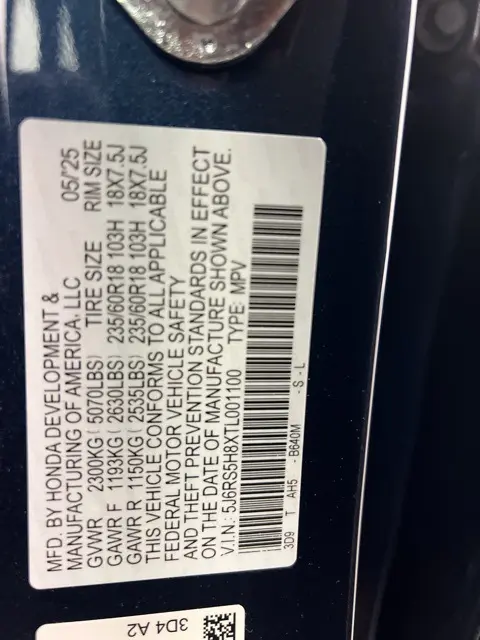 MFD. BY HONDA DEVELOPMENT &
MANUFACTURING OF AMERICA, LLC 05/25
GVWR 2300KG (5070LBS) TIRE SIZE RIM SIZE
GAWR F 1193KG (2630LBS) 235/60R18 103H 18X7.5J
GAWR R 1150KG (2535LBS) 235/60R18 103H 18X7.5J
THIS VEHICLE CONFORMS TO ALL APPLICABLE
FEDERAL MOTOR VEHICLE SAFETY
AND THEFT PREVENTION STANDARDS IN EFFECT
ON THE DATE OF MANUFACTURE SHOWN ABOVE.
V.I.N.: 5J6RS5H8XTL001100 TYPE: MPV
3D9 T AH5 - B640M - S - L
3D4 A2